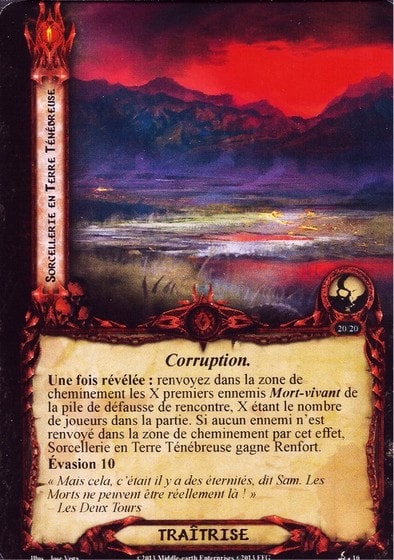 SORCELLERIE EN TERRE TÉNÉBREUSE
20/20
Corruption.
Une fois révélée : renvoyez dans la zone de
cheminement les X premiers ennemis Mort-vivant de
la pile de défausse de rencontre, X étant le nombre
de joueurs dans la partie. Si aucun ennemi n'est
renvoyé dans la zone de cheminement par cet effet,
Sorcellerie en Terre Ténébreuse gagne Renfort.
Évasion 10
« Mais cela, c'était il y a des éternités, dit Sam. Les
Morts ne peuvent être réellement là ! »
Les Deux Tours
TRAÎTRISE
Illus. Jose Vega
©2013 Middle-earth Enterprises ©2013 FFG
10